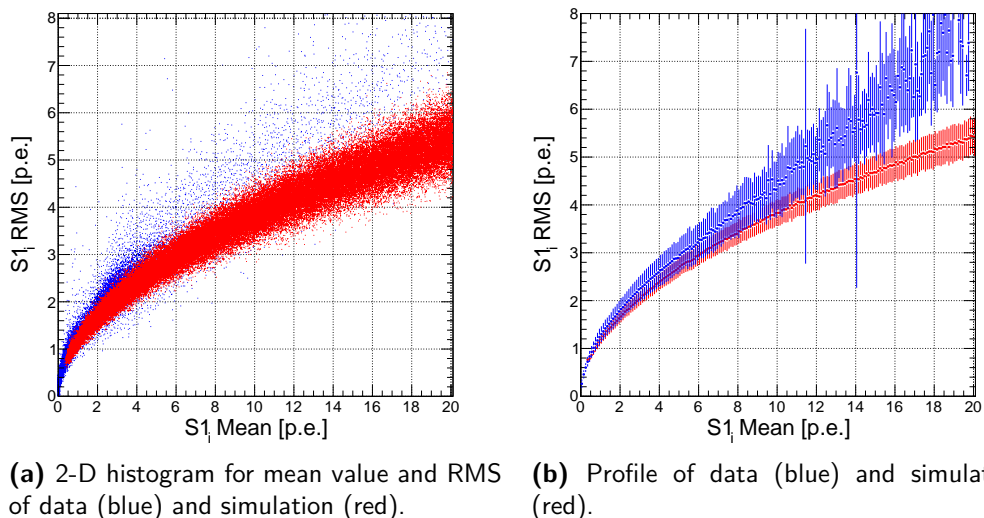 8
7
6
5
4
3
2
1
0
S1i RMS [p.e.]
0 2 4 6 8 10 12 14 16 18 20
S1i Mean [p.e.]
8
7
6
5
4
3
2
1
0
S1i RMS [p.e.]
0 2 4 6 8 10 12 14 16 18 20
S1i Mean [p.e.]
(a) 2-D histogram for mean value and RMS
of data (blue) and simulation (red).
(b) Profile of data (blue) and simulat
(red).